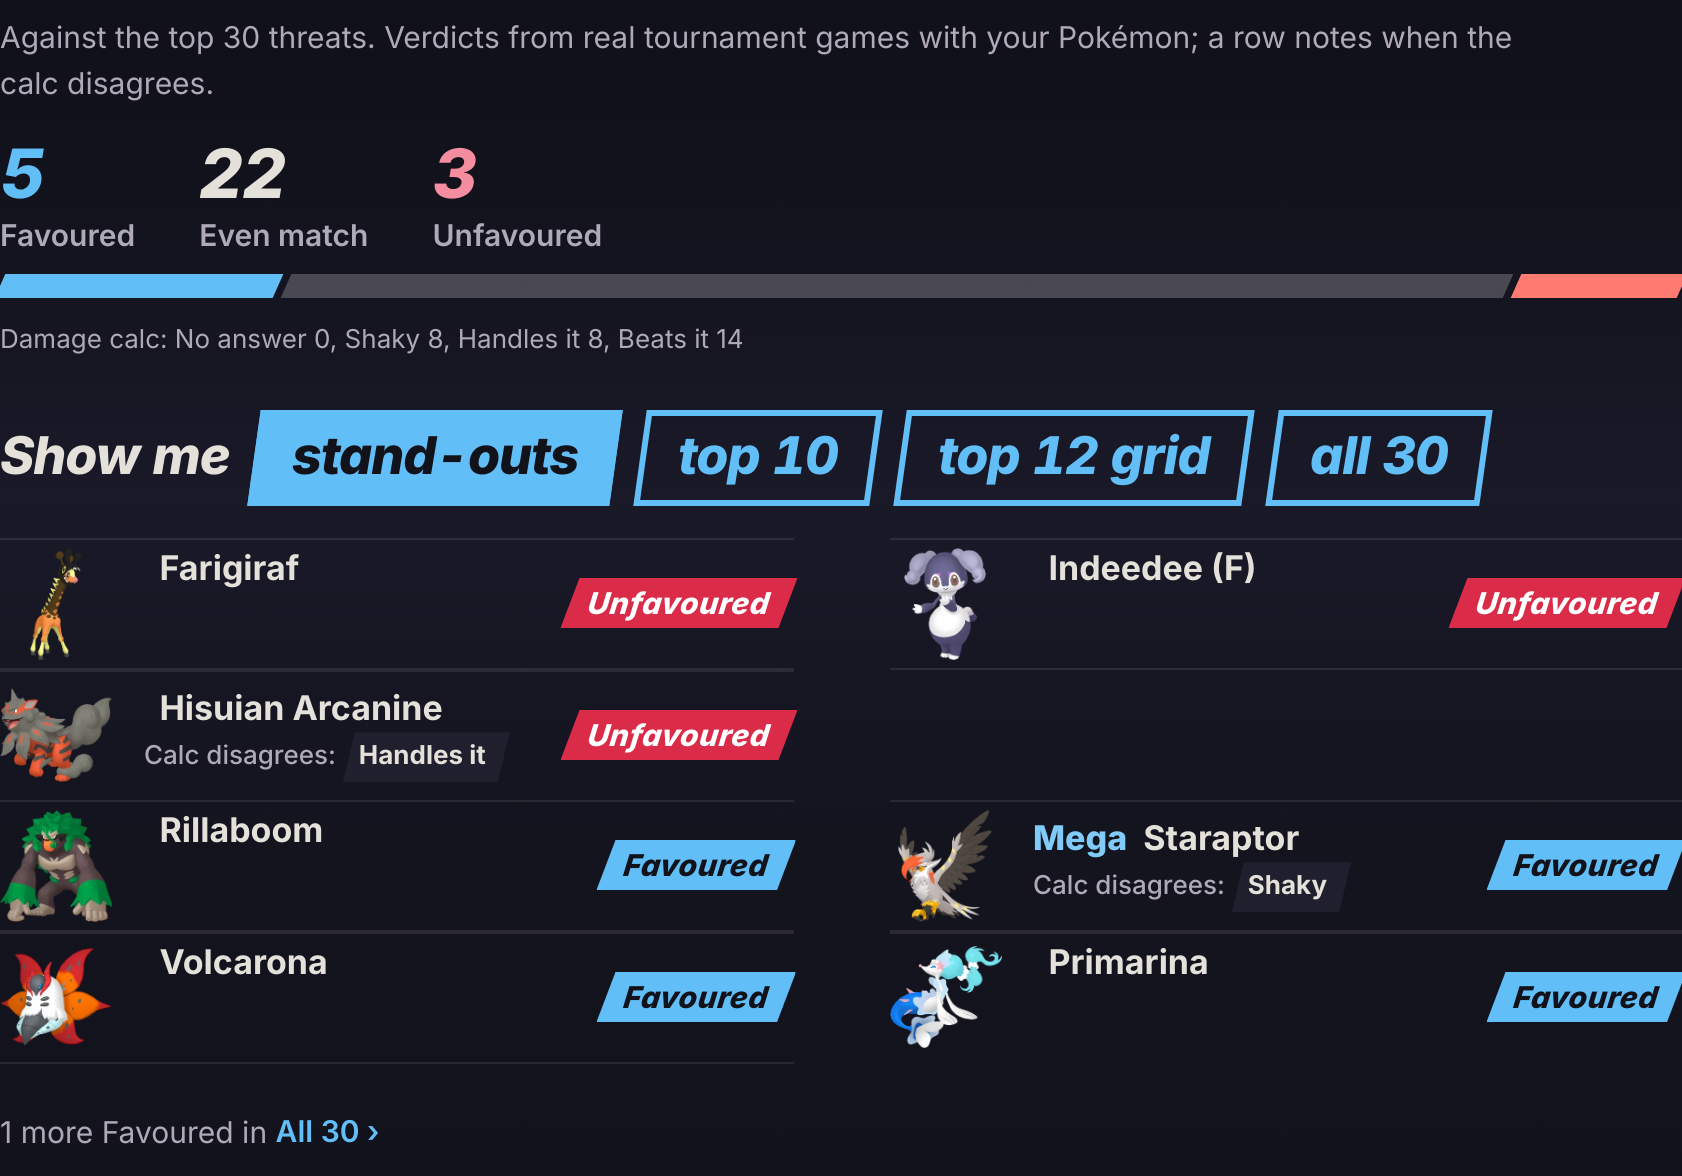 Against the top 30 threats. Verdicts from real tournament games with your Pokémon; a row notes when the
calc disagrees.
5 22 3
Favoured Even match Unfavoured
Damage calc: No answer 0, Shaky 8, Handles it 8, Beats it 14
Show me stand-outs top 10 top 12 grid all 30
Farigiraf
Unfavoured
Indeedee (F)
Unfavoured
Hisuian Arcanine
Calc disagrees: Handles it
Unfavoured
Rillaboom
Favoured
Mega Staraptor
Calc disagrees: Shaky
Favoured
Volcarona
Favoured
Primarina
Favoured
1 more Favoured in All 30 ›